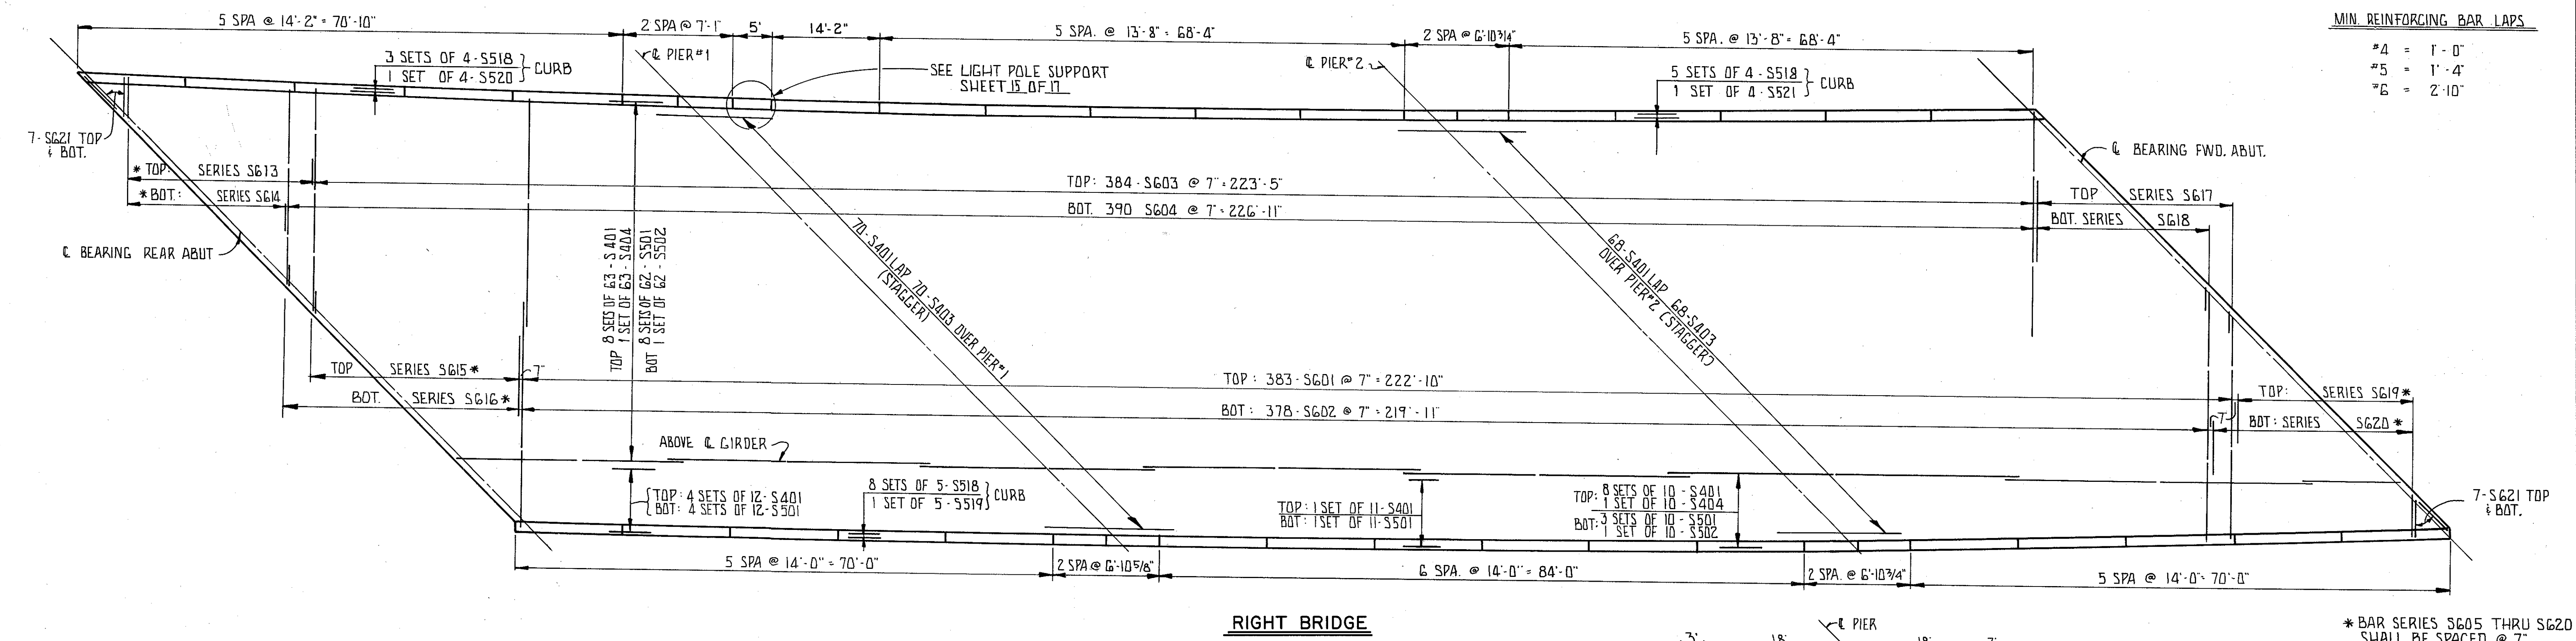 5 SPA @ 14'-2" = 70'-10"
2 SPA @ 7'-1"
5'
14'-2"
5 SPA. @ 13'-8" = 68'-4"
2 SPA @ 6'-10 3/4"
5 SPA. @ 13'-8" = 68'-4"
MIN. REINFORCING BAR LAPS
#4 = 1'-0"
#5 = 1'-4"
#6 = 2'-10"
3 SETS OF 4-S518
1 SET OF 4-S520
CURB
℄ PIER #1
SEE LIGHT POLE SUPPORT
SHEET 15 OF 17
℄ PIER #2
5 SETS OF 4-S518
1 SET OF 4-S521
CURB
7-S621 TOP
& BOT.
℄ BEARING FWD. ABUT.
* TOP: SERIES S613
* BOT.: SERIES S614
TOP: 384-S603 @ 7" = 223'-5"
BOT. 390 S604 @ 7" = 226'-11"
TOP SERIES S617
BOT. SERIES S618
℄ BEARING REAR ABUT
TOP 8 SETS OF 63-S401
1 SET OF 63-S404
BOT 8 SETS OF 62-S501
1 SET OF 62-S502
70-S401 LAP 70-S403 OVER PIER #1
(STAGGER)
68-S401 LAP 68-S403
OVER PIER #2 (STAGGER)
TOP SERIES S615 *
7"
TOP: 383-S601 @ 7" = 222'-10"
TOP: SERIES S619 *
BOT. SERIES S616 *
BOT: 378-S602 @ 7" = 219'-11"
7"
BOT: SERIES S620 *
ABOVE ℄ GIRDER
TOP: 4 SETS OF 12-S401
BOT: 4 SETS OF 12-S501
8 SETS OF 5-S518
1 SET OF 5-S519
CURB
TOP: 1 SET OF 11-S401
BOT: 1 SET OF 11-S501
TOP: 8 SETS OF 10-S401
1 SET OF 10-S404
BOT: 3 SETS OF 10-S501
1 SET OF 10-S502
7-S621 TOP
& BOT.
5 SPA @ 14'-0" = 70'-0"
2 SPA @ 6'-10 5/8"
6 SPA. @ 14'-0" = 84'-0"
2 SPA. @ 6'-10 3/4"
5 SPA @ 14'-0" = 70'-0"
RIGHT BRIDGE
℄ PIER
3'
18'
* BAR SERIES S605 THRU S620
SHALL BE SPACED @ 7"